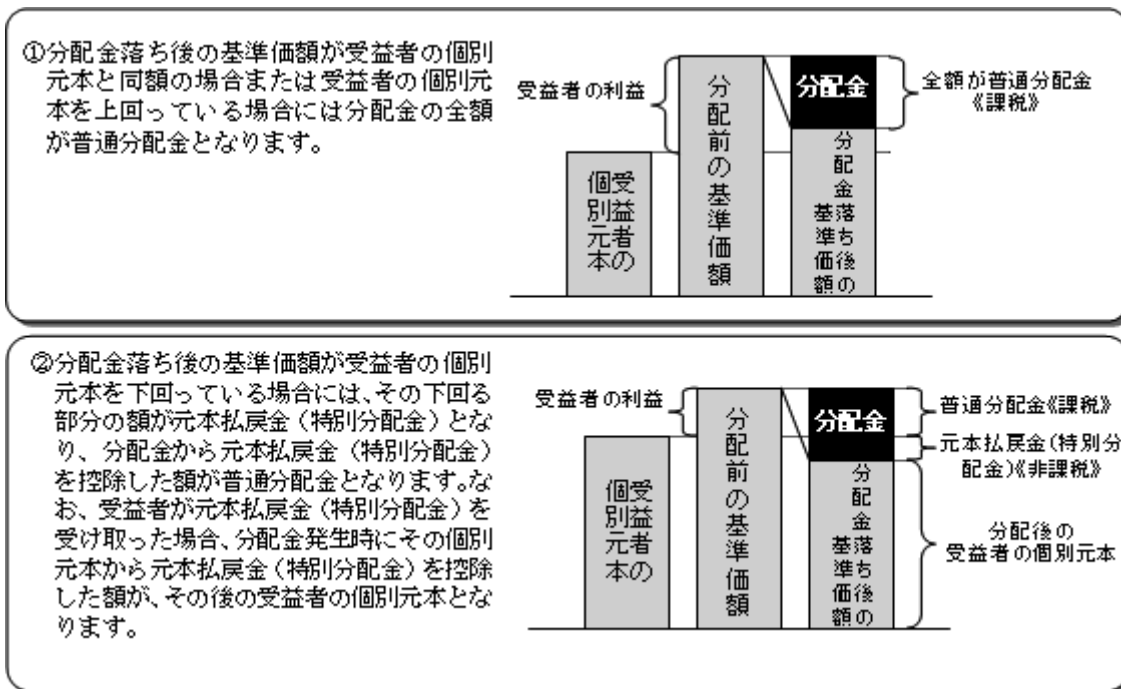 ①分配金落ち後の基準価額が受益者の個別
元本と同額の場合または受益者の個別元
本を上回っている場合には分配金の全額
が普通分配金となります。
受益者の利益
受益者の
個別元本
分配前の基準価額
分配金
分配金落ち後の
基準価額
全額が普通分配金
《課税》
②分配金落ち後の基準価額が受益者の個別
元本を下回っている場合には、その下回る
部分の額が元本払戻金（特別分配金）とな
り、分配金から元本払戻金（特別分配金）
を控除した額が普通分配金となります。な
お、受益者が元本払戻金（特別分配金）を
受け取った場合、分配金発生時にその個別
元本から元本払戻金（特別分配金）を控除
した額が、その後の受益者の個別元本とな
ります。
受益者の利益
受益者の
個別元本
分配前の基準価額
分配金
分配金落ち後の
基準価額
普通分配金《課税》
元本払戻金（特別分
配金）《非課税》
分配後の
受益者の個別元本